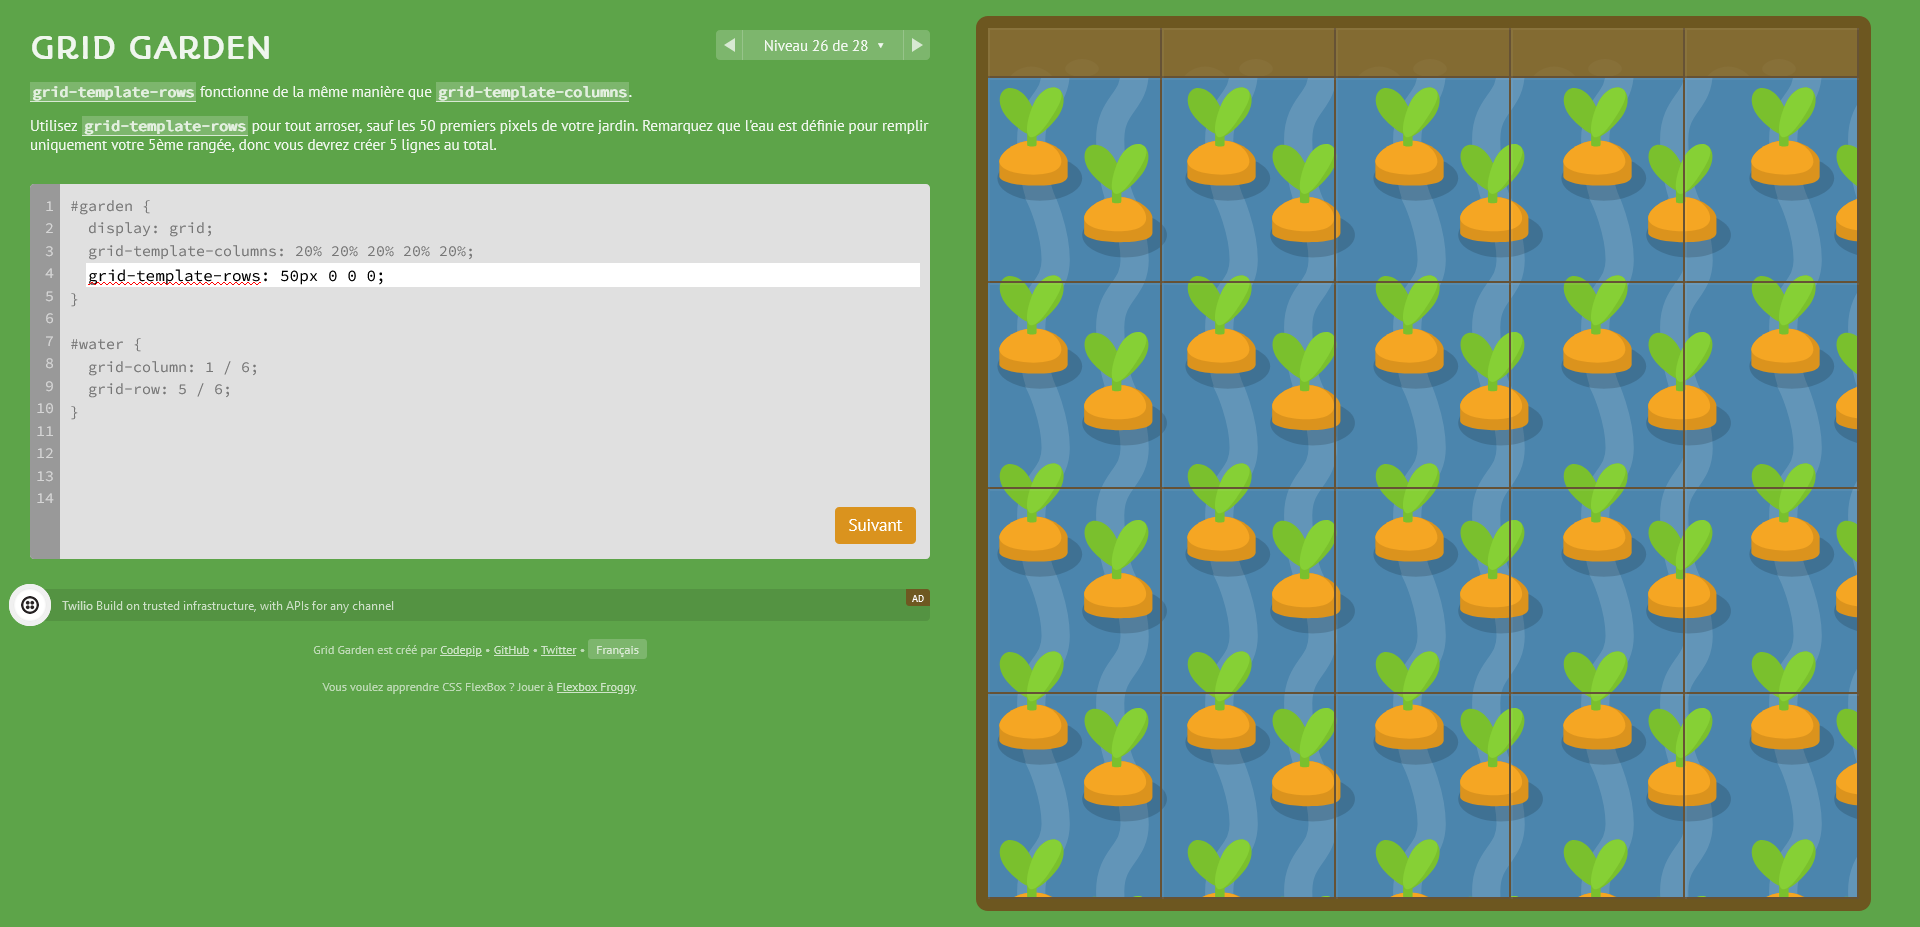 GRID GARDEN
Niveau 26 de 28 ▼
grid-template-rows fonctionne de la même manière que grid-template-columns.
Utilisez grid-template-rows pour tout arroser, sauf les 50 premiers pixels de votre jardin. Remarquez que l'eau est définie pour remplir
uniquement votre 5ème rangée, donc vous devrez créer 5 lignes au total.
1 #garden {
2 display: grid;
3 grid-template-columns: 20% 20% 20% 20% 20%;
4 grid-template-rows: 50px 0 0 0;
5 }
6
7 #water {
8 grid-column: 1 / 6;
9 grid-row: 5 / 6;
10 }
11
12
13
14
Suivant
Twilio Build on trusted infrastructure, with APIs for any channel
AD
Grid Garden est créé par Codepip • GitHub • Twitter • Français
Vous voulez apprendre CSS FlexBox ? Jouer à Flexbox Froggy.